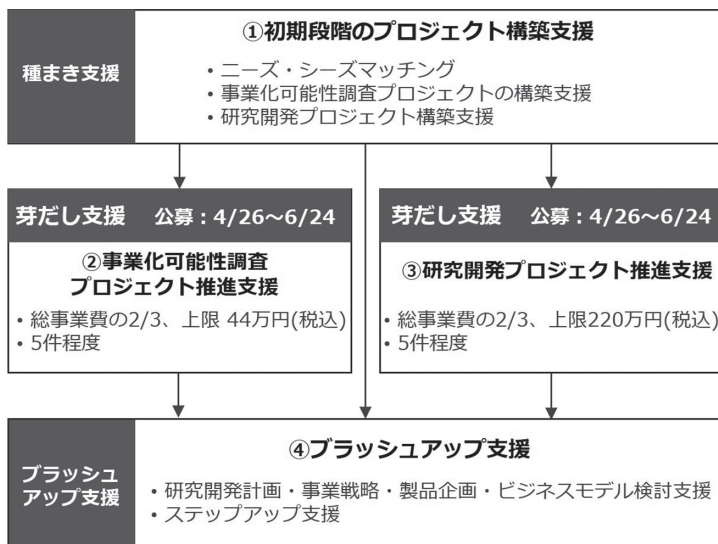 種まき支援
①初期段階のプロジェクト構築支援
・ニーズ・シーズマッチング
・事業化可能性調査プロジェクトの構築支援
・研究開発プロジェクト構築支援
芽だし支援 公募：4/26～6/24
②事業化可能性調査
プロジェクト推進支援
・総事業費の2/3、上限 44万円(税込)
・5件程度
芽だし支援 公募：4/26～6/24
③研究開発プロジェクト推進支援
・総事業費の2/3、上限220万円(税込)
・5件程度
ブラッシュ
アップ支援
④ブラッシュアップ支援
・研究開発計画・事業戦略・製品企画・ビジネスモデル検討支援
・ステップアップ支援